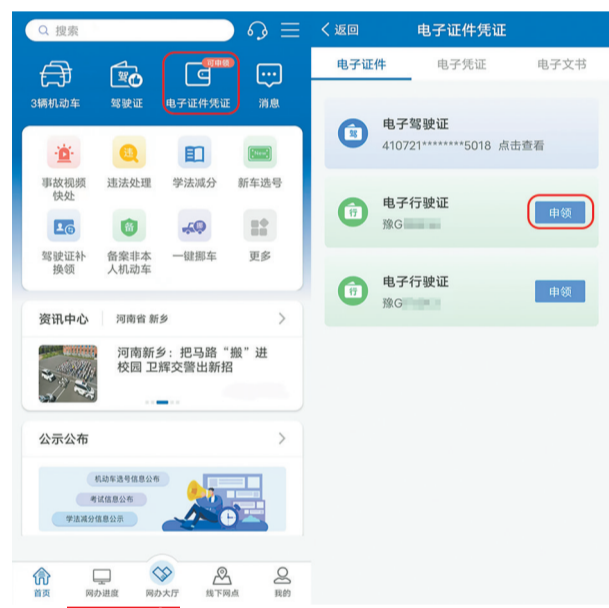 搜索
可申领
3辆机动车
驾驶证
电子证件凭证
消息
事故视频
快处
违法处理
学法减分
新车选号
驾驶证补
换领
备案非本
人机动车
一键挪车
更多
资讯中心
河南省 新乡
河南新乡:把马路“搬”进
校园 卫辉交警出新招
公示公布
机动车选号信息公布
考试信息公布
学法减分信息公示
首页
网办进度
网办大厅
线下网点
我的
返回
电子证件凭证
电子证件
电子凭证
电子文书
驾
电子驾驶证
410721********5018 点击查看
行
电子行驶证
豫G
申领
行
电子行驶证
豫G
申领